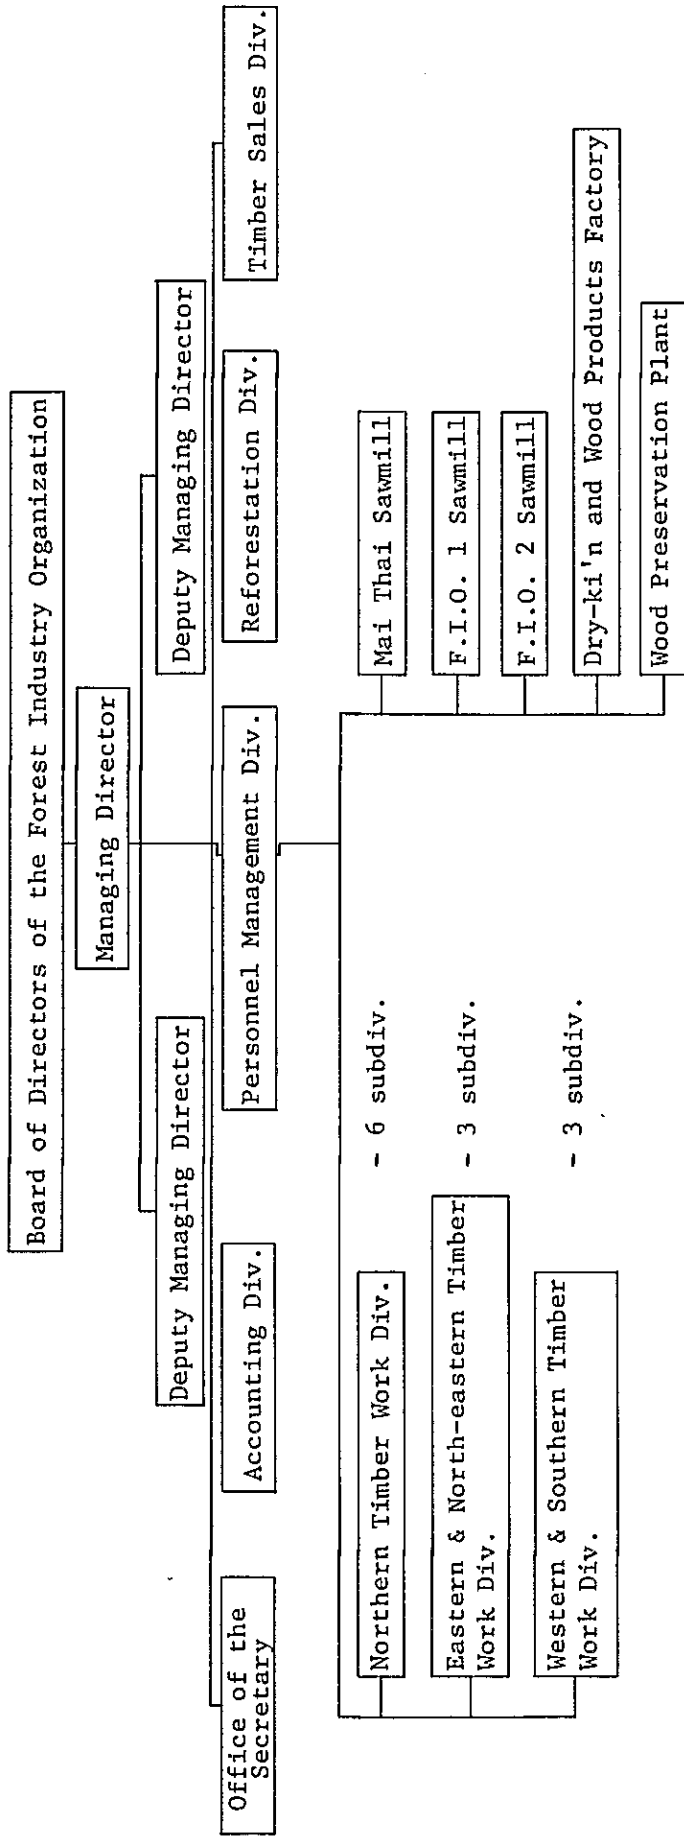 Board of Directors of the Forest Industry Organization
Managing Director
Deputy Managing Director
Deputy Managing Director
Office of the
Secretary
Accounting Div.
Personnel Management Div.
Reforestation Div.
Timber Sales Div.
Northern Timber Work Div.
- 6 subdiv.
Eastern & North-eastern Timber
Work Div.
- 3 subdiv.
Western & Southern Timber
Work Div.
- 3 subdiv.
Mai Thai Sawmill
F.I.O. 1 Sawmill
F.I.O. 2 Sawmill
Dry-ki'n and Wood Products Factory
Wood Preservation Plant